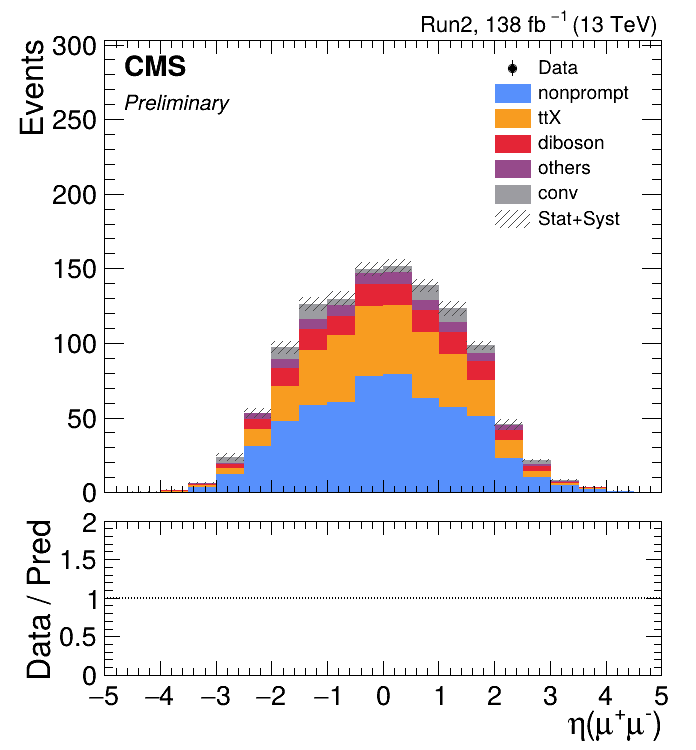 Run2, 138 fb⁻¹ (13 TeV)
Events
300
250
200
150
100
50
0
CMS
Preliminary
Data
nonprompt
ttX
diboson
others
conv
Stat+Syst
Data / Pred
2
1.5
1
0.5
0
−5 −4 −3 −2 −1 0 1 2 3 4 5
η(μ⁺μ⁻)